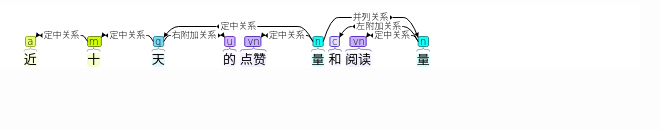 并列关系
定中关系 左附加关系
定中关系 定中关系 右附加关系 定中关系 定中关系
a m q u vn n c vn n
近 十 天 的 点赞 量 和 阅读 量